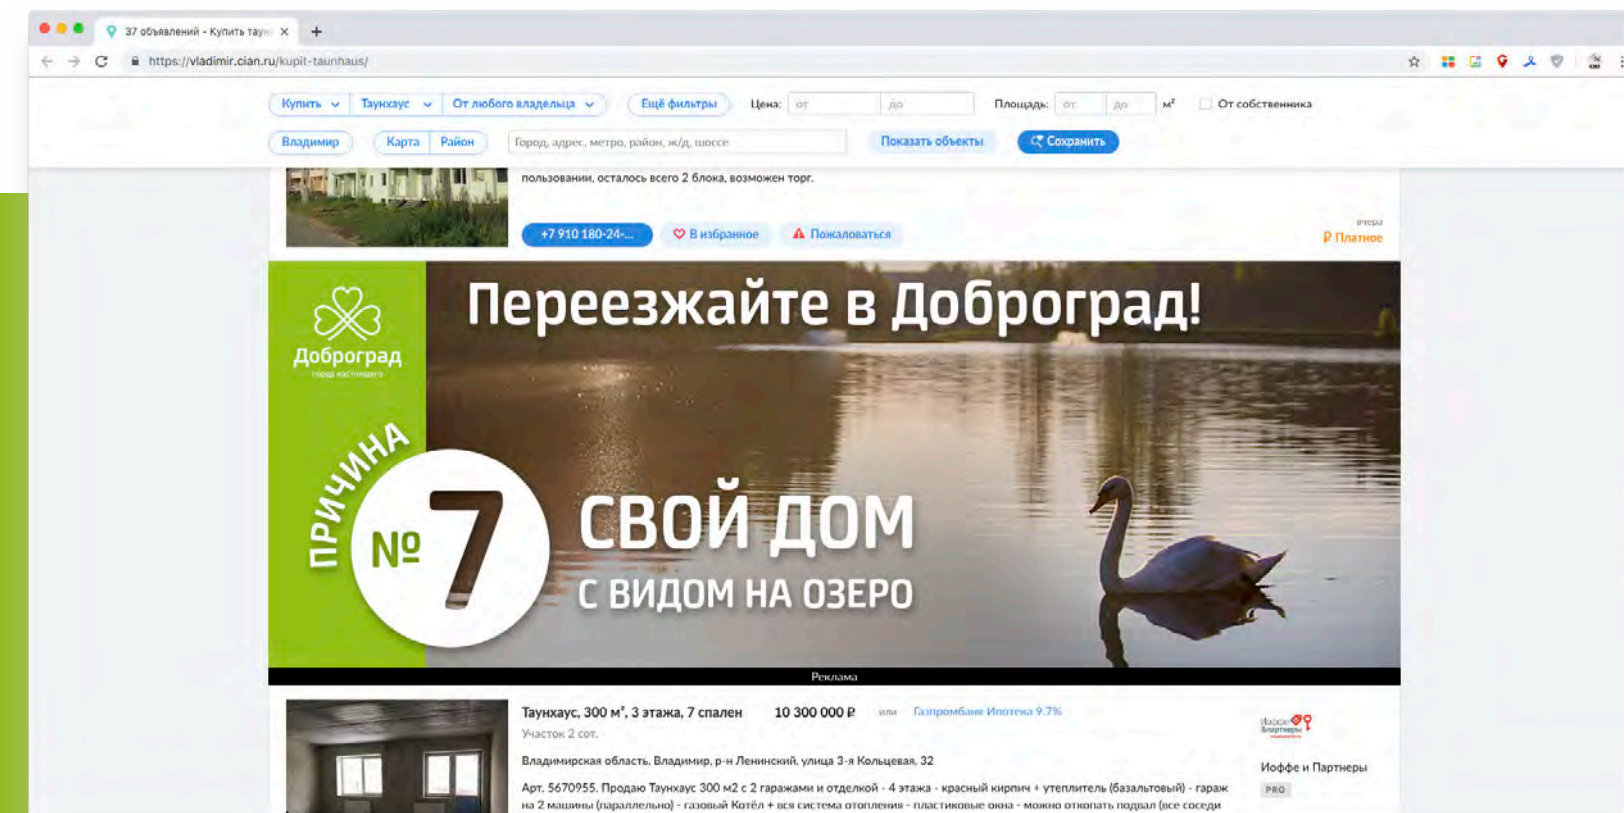 37 объявлений - Купить таун
https://vladimir.cian.ru/kupit-taunhaus/
Купить Таунхаус От любого владельца Ещё фильтры Цена: от до Площадь: от до м² От собственника
Владимир Карта Район Город, адрес, метро, район, ж/д, шоссе Показать объекты Сохранить
пользовании, осталось всего 2 блока, возможен торг.
вчера
+7 910 180-24-... В избранное Пожаловаться ₽ Платное
Переезжайте в Доброград!
Доброград
город настоящего
ПРИЧИНА
№7
СВОЙ ДОМ
С ВИДОМ НА ОЗЕРО
Реклама
Таунхаус, 300 м², 3 этажа, 7 спален 10 300 000 ₽ или Газпромбанк Ипотека 9.7%
Участок 2 сот.
Иоффе
&партнеры
Владимирская область, Владимир, р-н Ленинский, улица 3-я Кольцевая, 32
Иоффе и Партнеры
Арт. 5670955. Продаю Таунхаус 300 м2 с 2 гаражами и отделкой - 4 этажа - красный кирпич + утеплитель (базальтовый) - гараж
PRO
на 2 машины (параллельно) - газовый Котёл + вся система отопления - пластиковые окна - можно откопать подвал (все соседи